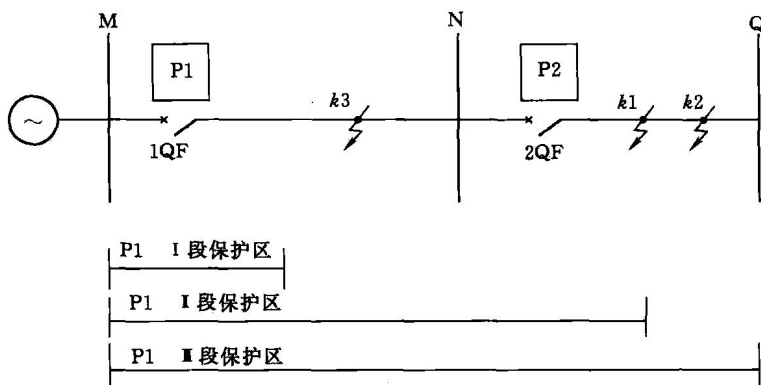 M
N
Q
P1
P2
k3
k1
k2
~
1QF
2QF
P1 I 段保护区
P1 Ⅱ 段保护区
P1 Ⅲ 段保护区